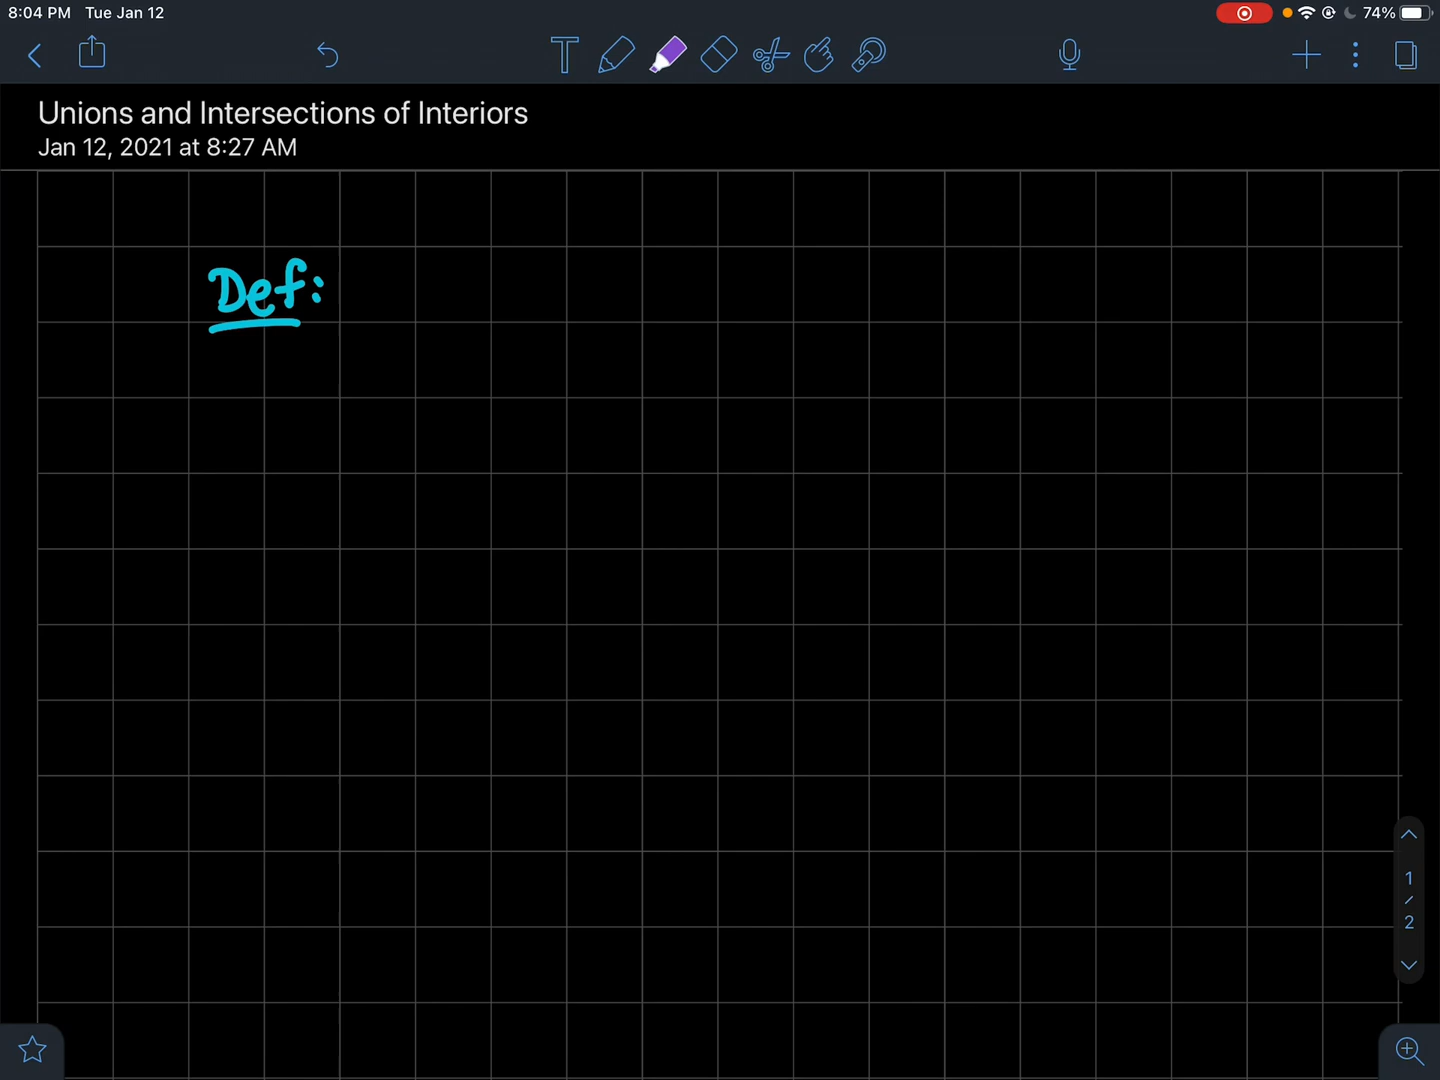 8:04 PM Tue Jan 12
74%
Unions and Intersections of Interiors
Jan 12, 2021 at 8:27 AM
Def:
1
/
2